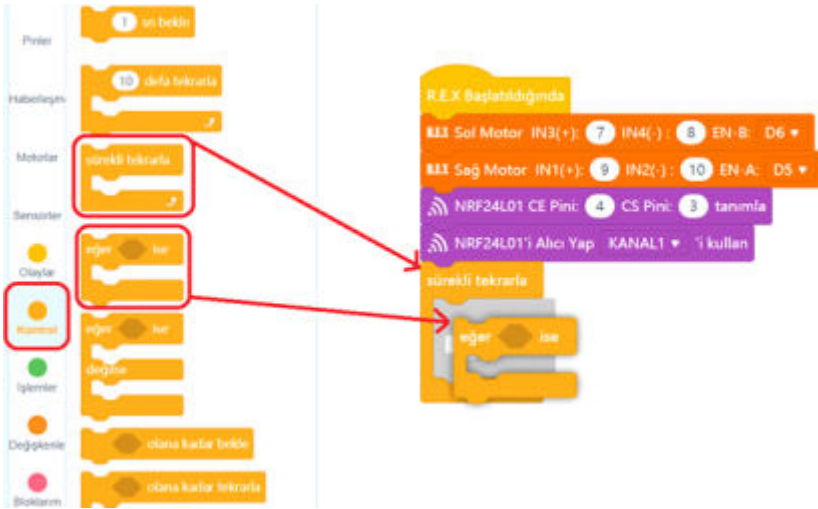 Pinler
Haberleşm
Motorlar
Sensörler
Olaylar
Kontrol
İşlemler
Değişkenle
Bloklarım
1 sn bekle
10 defa tekrarla
sürekli tekrarla
eğer ise
eğer ise
değilse
olana kadar bekle
olana kadar tekrarla
R.E.X Başlatıldığında
R.E.X Sol Motor IN3(+): 7 IN4(-) : 8 EN-B: D6
R.E.X Sağ Motor IN1(+): 9 IN2(-) : 10 EN-A: D5
NRF24L01 CE Pini: 4 CS Pini: 3 tanımla
NRF24L01'i Alıcı Yap KANAL1 'i kullan
sürekli tekrarla
eğer ise